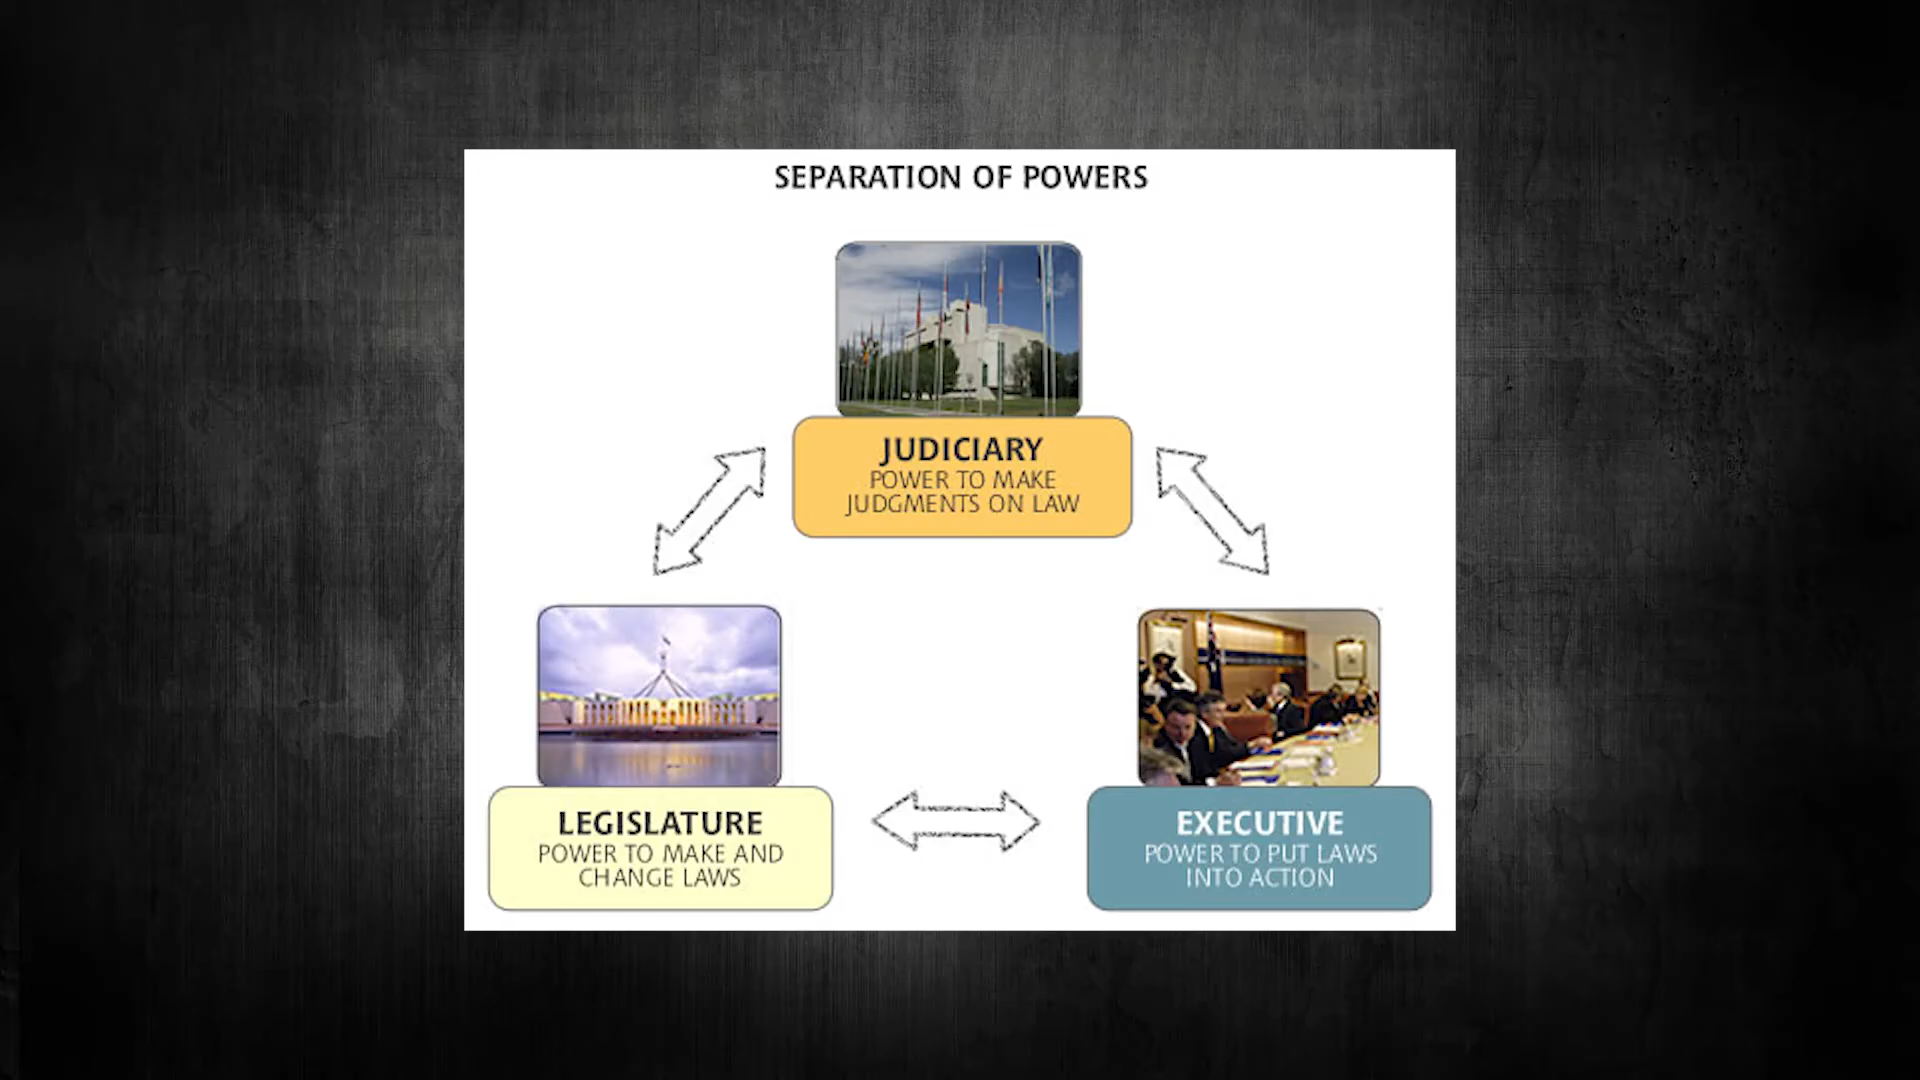 SEPARATION OF POWERS
JUDICIARY
POWER TO MAKE
JUDGMENTS ON LAW
LEGISLATURE
POWER TO MAKE AND
CHANGE LAWS
EXECUTIVE
POWER TO PUT LAWS
INTO ACTION